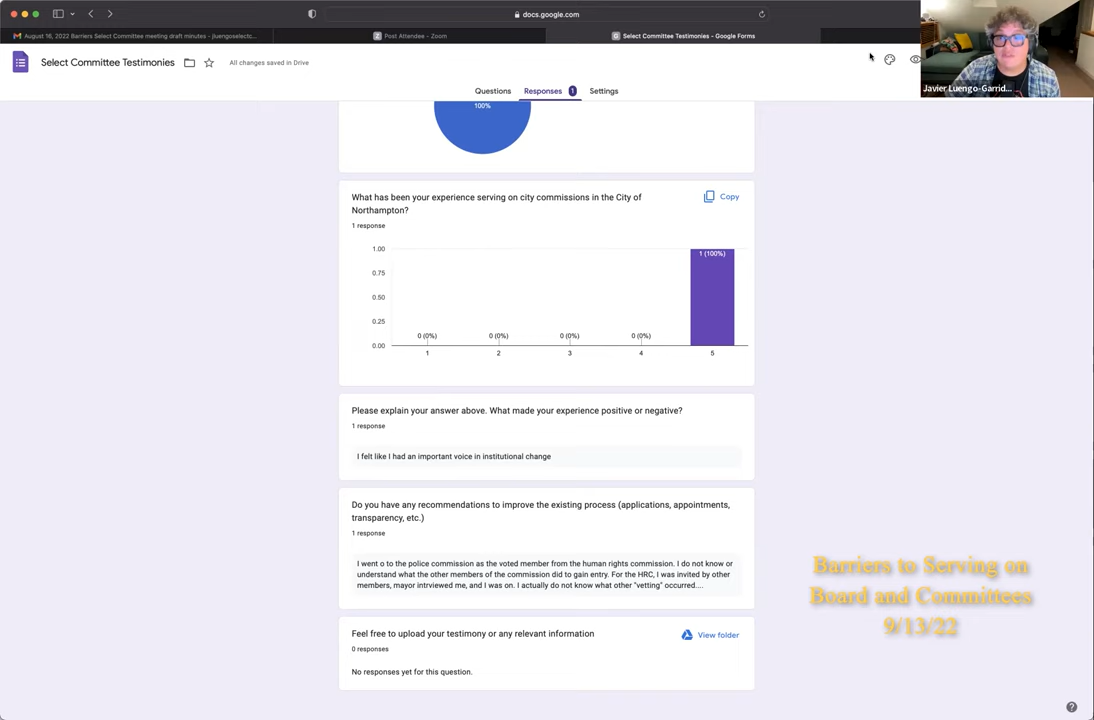 docs.google.com
August 16, 2022 Barriers Select Committee meeting draft minutes - jluengoselectc...
Post Attendee - Zoom
Select Committee Testimonies - Google Forms
Select Committee Testimonies
All changes saved in Drive
Javier Luengo-Garrid...
Questions
Responses
1
Settings
100%
What has been your experience serving on city commissions in the City of
Northampton?
Copy
1 response
1.00
1 (100%)
0.75
0.50
0.25
0 (0%)
0 (0%)
0 (0%)
0 (0%)
0.00
1
2
3
4
5
Please explain your answer above. What made your experience positive or negative?
1 response
I felt like I had an important voice in institutional change
Do you have any recommendations to improve the existing process (applications, appointments,
transparency, etc.)
1 response
I went o to the police commission as the voted member from the human rights commission. I do not know or
understand what the other members of the commission did to gain entry. For the HRC, I was invited by other
members, mayor intrviewed me, and I was on. I actually do not know what other "vetting" occurred....
Barriers to Serving on
Board and Committees
9/13/22
Feel free to upload your testimony or any relevant information
View folder
0 responses
No responses yet for this question.